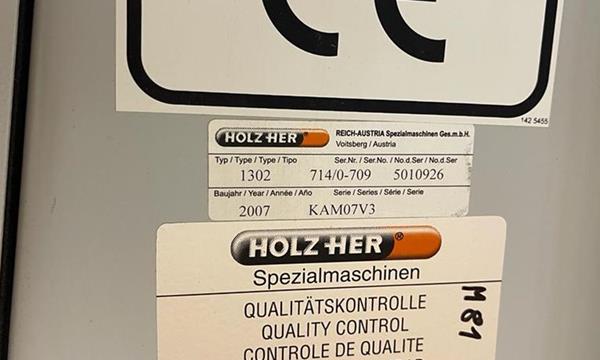 CE
142 5455
HOLZ-HER® REICH-AUSTRIA Spezialmaschinen Ges.m.b.H.
Voitsberg / Austria
Typ / Type / Type / Tipo Ser.Nr. / Ser.No. / No.d.Ser / No.d.Ser
1302 714/0-709 5010926
Baujahr / Year / Année / Año Serie / Series / Série / Serie
2007 KAM07V3
HOLZ-HER®
Spezialmaschinen
QUALITÄTSKONTROLLE
QUALITY CONTROL
CONTROLE DE QUALITE
M81